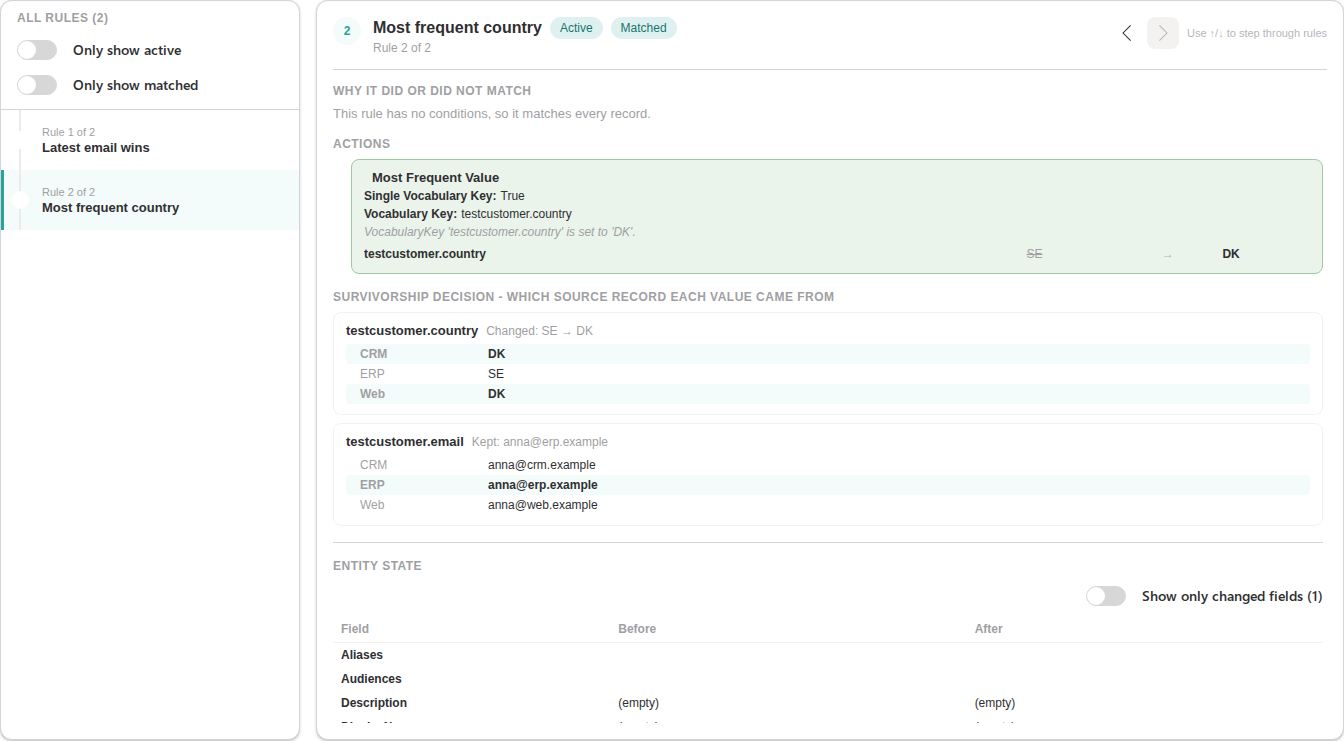 ALL RULES (2)
Only show active
Only show matched
Rule 1 of 2
Latest email wins
Rule 2 of 2
Most frequent country
2
Most frequent country Active Matched
Rule 2 of 2
Use ↑/↓ to step through rules
WHY IT DID OR DID NOT MATCH
This rule has no conditions, so it matches every record.
ACTIONS
Most Frequent Value
Single Vocabulary Key: True
Vocabulary Key: testcustomer.country
VocabularyKey 'testcustomer.country' is set to 'DK'.
testcustomer.country SE → DK
SURVIVORSHIP DECISION - WHICH SOURCE RECORD EACH VALUE CAME FROM
testcustomer.country Changed: SE → DK
CRM DK
ERP SE
Web DK
testcustomer.email Kept: anna@erp.example
CRM anna@crm.example
ERP anna@erp.example
Web anna@web.example
ENTITY STATE
Show only changed fields (1)
Field Before After
Aliases
Audiences
Description (empty) (empty)